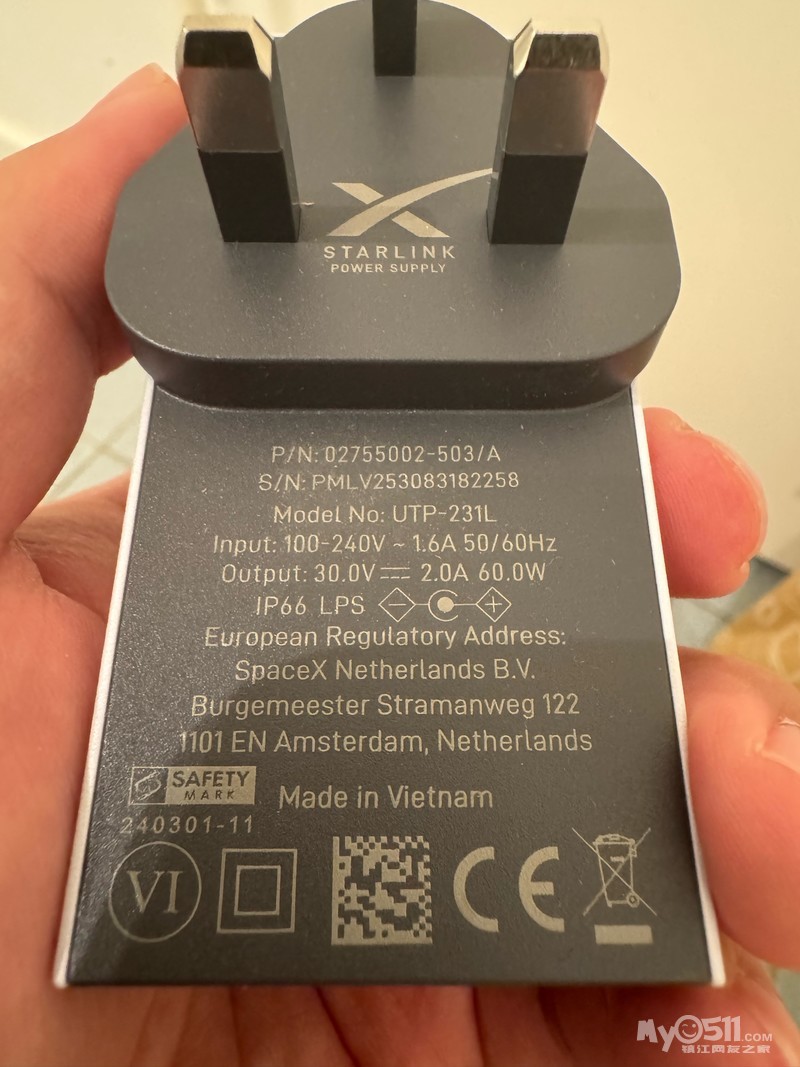 STARLINK
POWER SUPPLY
P/N: 02755002-503/A
S/N: PMLV253083182258
Model No: UTP-231L
Input: 100-240V ~ 1.6A 50/60Hz
Output: 30.0V ⎓ 2.0A 60.0W
IP66 LPS
European Regulatory Address:
SpaceX Netherlands B.V.
Burgemeester Stramanweg 122
1101 EN Amsterdam, Netherlands
SAFETY
MARK
Made in Vietnam
240301-11
VI
CE
My0511.COM
镇江网友之家